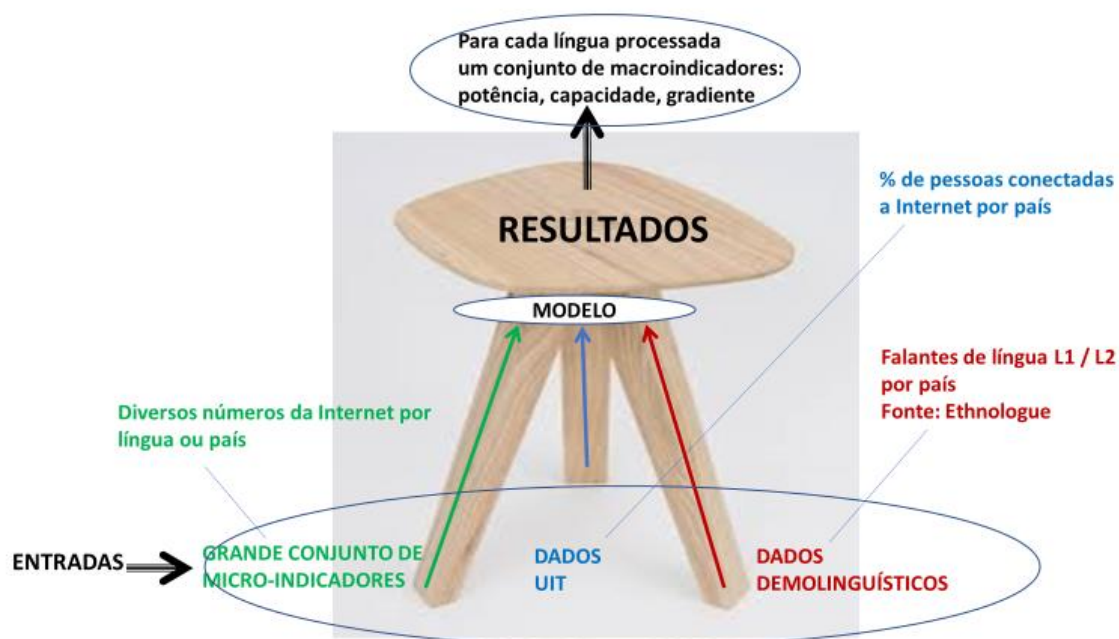 Para cada língua processada
um conjunto de macroindicadores:
potência, capacidade, gradiente
% de pessoas conectadas
a Internet por país
RESULTADOS
MODELO
Falantes de língua L1 / L2
por país
Fonte: Ethnologue
Diversos números da Internet por
língua ou país
ENTRADAS
GRANDE CONJUNTO DE
MICRO-INDICADORES
DADOS
UIT
DADOS
DEMOLINGUÍSTICOS